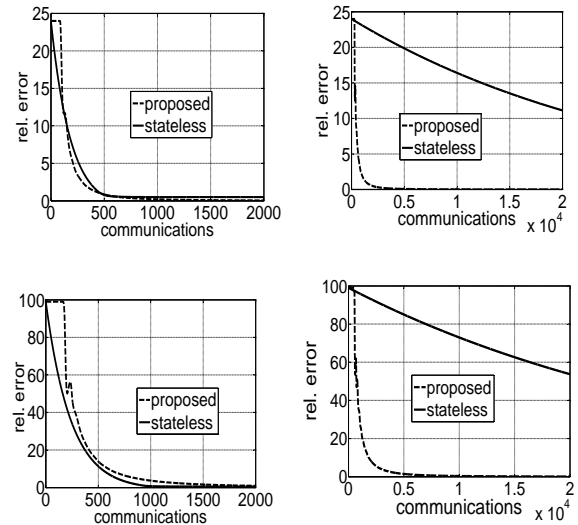 25
20
15
10
5
0
rel. error
proposed
stateless
0 500 1000 1500 2000
communications
25
20
15
10
5
0
rel. error
proposed
stateless
0 0.5 1 1.5 2
communications
x 10^4
100
80
60
40
20
0
rel. error
proposed
stateless
0 500 1000 1500 2000
communications
100
80
60
40
20
0
rel. error
proposed
stateless
0 0.5 1 1.5 2
communications
x 10^4